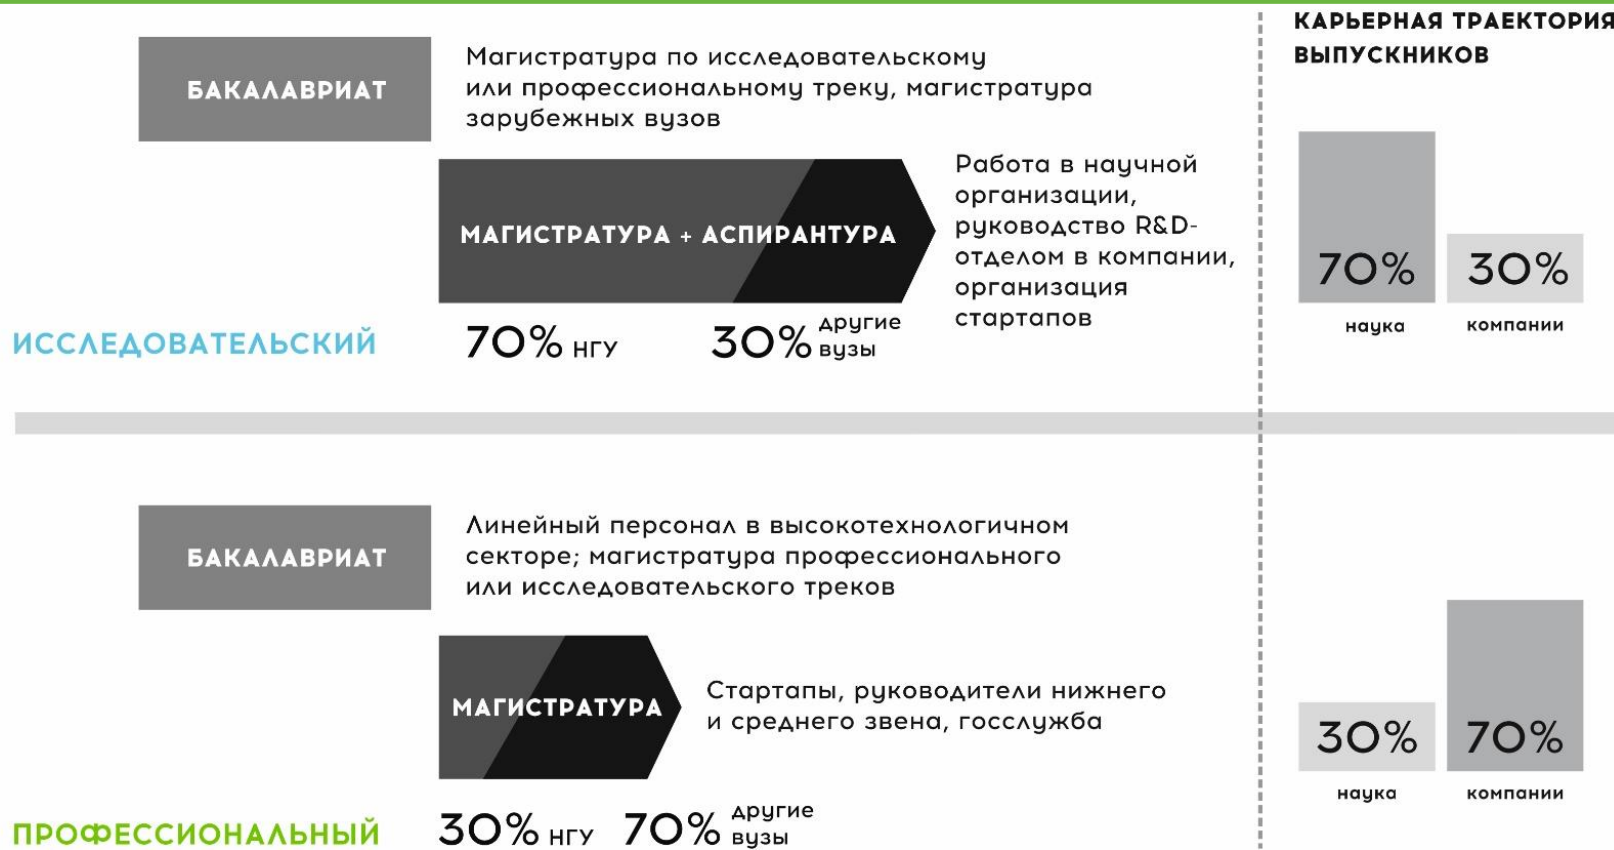 КАРЬЕРНАЯ ТРАЕКТОРИЯ
ВЫПУСКНИКОВ
БАКАЛАВРИАТ
Магистратура по исследовательскому
или профессиональному треку, магистратура
зарубежных вузов
МАГИСТРАТУРА + АСПИРАНТУРА
Работа в научной
организации,
руководство R&D-
отделом в компании,
организация
стартапов
70% 30%
наука компании
ИССЛЕДОВАТЕЛЬСКИЙ
70% НГУ 30% другие
вузы
БАКАЛАВРИАТ
Линейный персонал в высокотехнологичном
секторе; магистратура профессионального
или исследовательского треков
МАГИСТРАТУРА
Стартапы, руководители нижнего
и среднего звена, госслужба
30% 70%
наука компании
ПРОФЕССИОНАЛЬНЫЙ
30% НГУ 70% другие
вузы